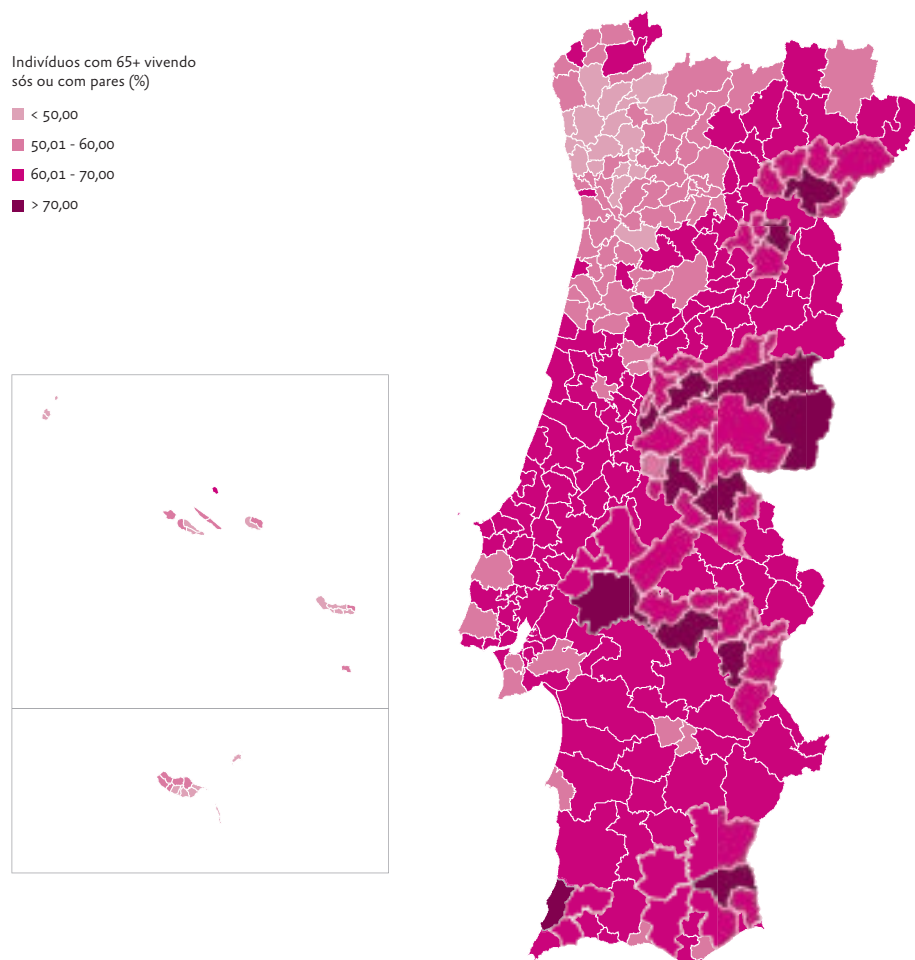 Indivíduos com 65+ vivendo
sós ou com pares (%)
< 50,00
50,01 - 60,00
60,01 - 70,00
> 70,00